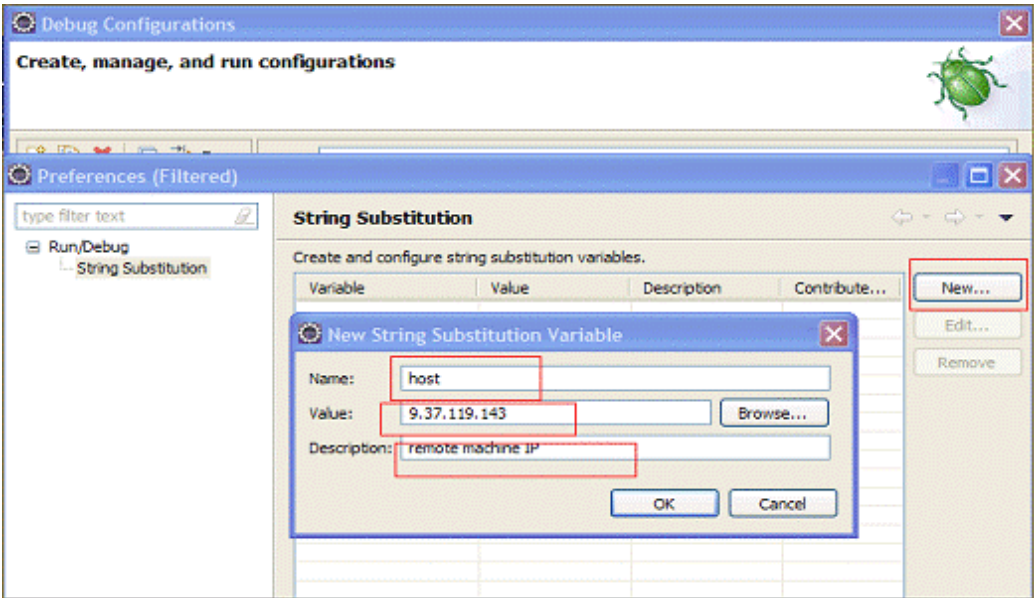 Debug Configurations
Create, manage, and run configurations
Preferences (Filtered)
type filter text
String Substitution
Run/Debug
String Substitution
Create and configure string substitution variables.
Variable Value Description Contribute... New...
New String Substitution Variable Edit...
Remove
Name: host
Value: 9.37.119.143 Browse...
Description: remote machine IP
OK Cancel